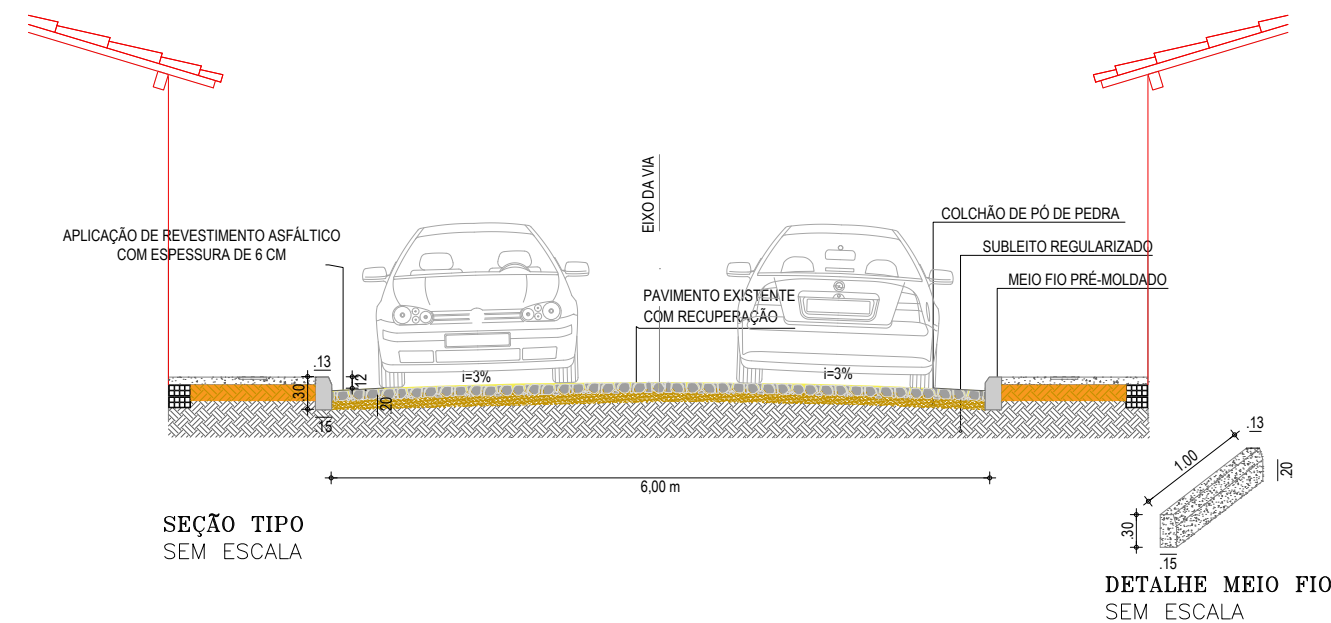 EIXO DA VIA
APLICAÇÃO DE REVESTIMENTO ASFÁLTICO
COM ESPESSURA DE 6 CM
COLCHÃO DE PÓ DE PEDRA
SUBLEITO REGULARIZADO
MEIO FIO PRÉ-MOLDADO
PAVIMENTO EXISTENTE
COM RECUPERAÇÃO
.13
.30
12
i=3%
i=3%
20
.15
6,00 m
SEÇÃO TIPO
SEM ESCALA
.13
1.00
.20
.30
.15
DETALHE MEIO FIO
SEM ESCALA